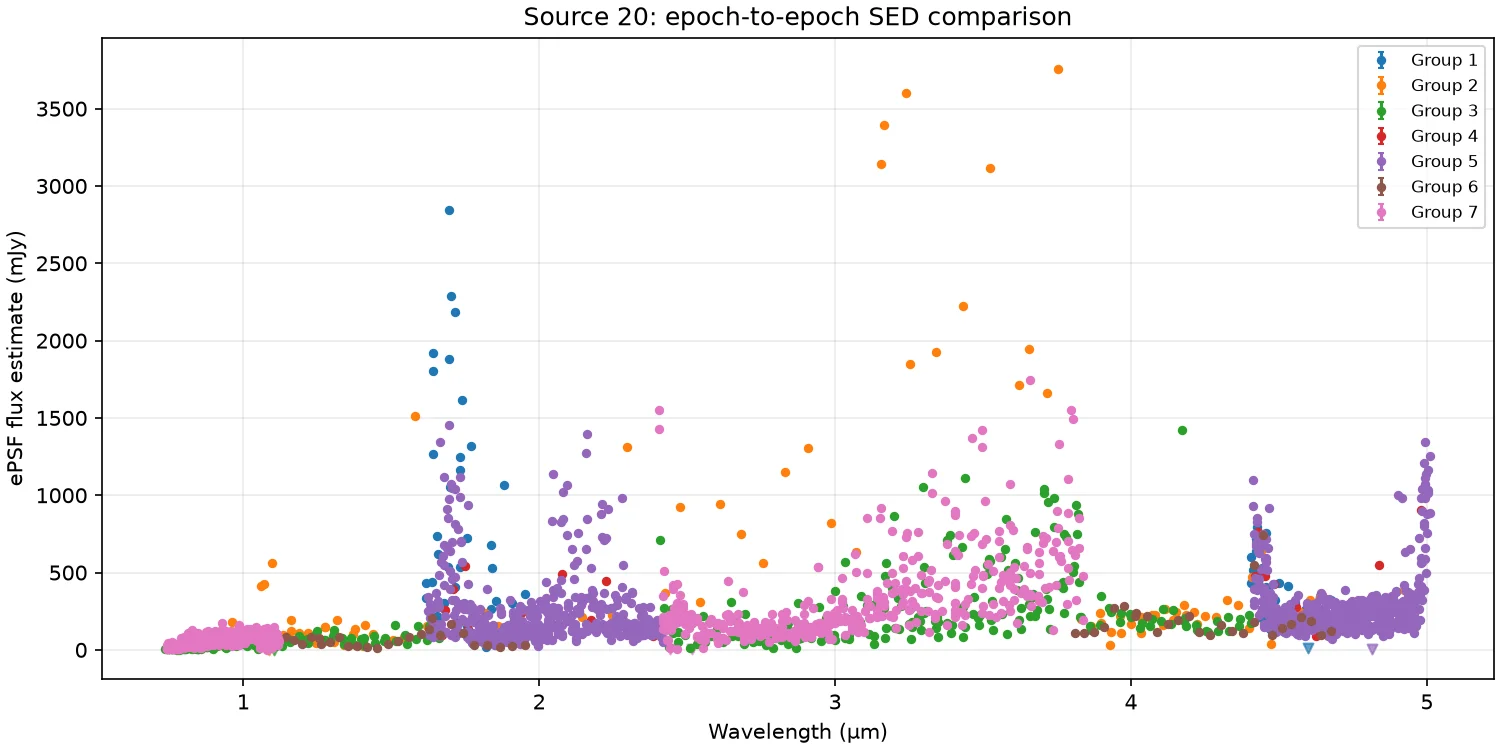 Source 20: epoch-to-epoch SED comparison
ePSF flux estimate (mJy)
3500
3000
2500
2000
1500
1000
500
0
1
2
3
4
5
Wavelength (μm)
Group 1
Group 2
Group 3
Group 4
Group 5
Group 6
Group 7